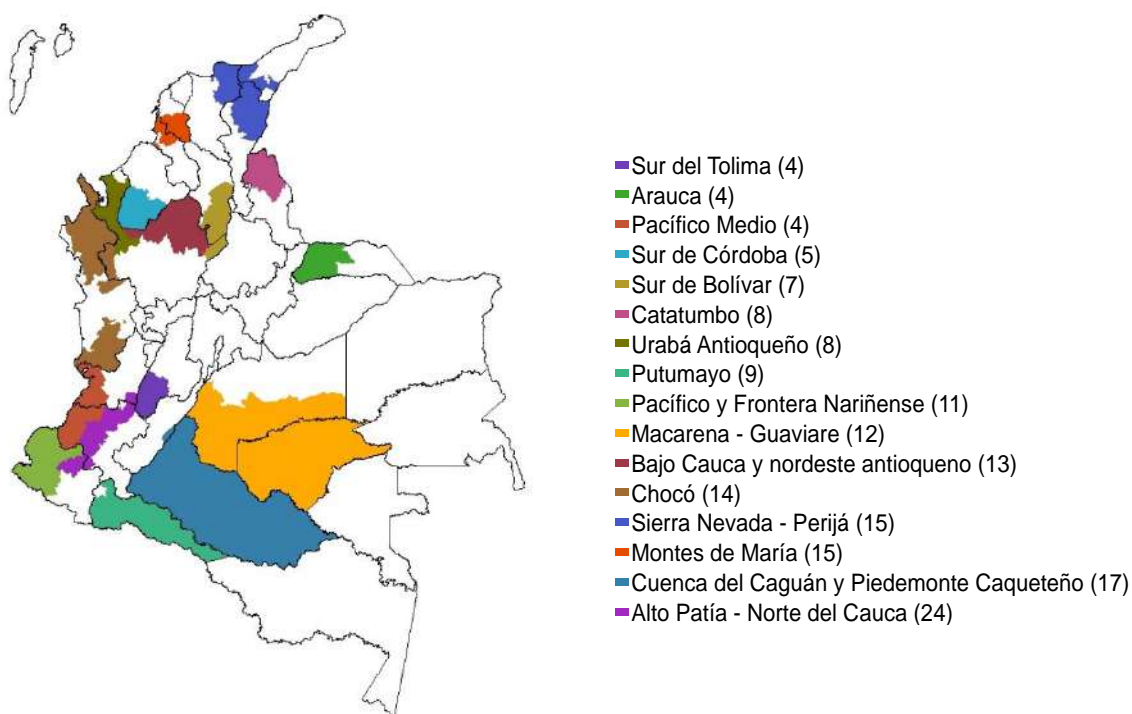 Sur del Tolima (4)
Arauca (4)
Pacífico Medio (4)
Sur de Córdoba (5)
Sur de Bolívar (7)
Catatumbo (8)
Urabá Antioqueño (8)
Putumayo (9)
Pacífico y Frontera Nariñense (11)
Macarena - Guaviare (12)
Bajo Cauca y nordeste antioqueno (13)
Chocó (14)
Sierra Nevada - Perijá (15)
Montes de María (15)
Cuenca del Caguán y Piedemonte Caqueteño (17)
Alto Patía - Norte del Cauca (24)